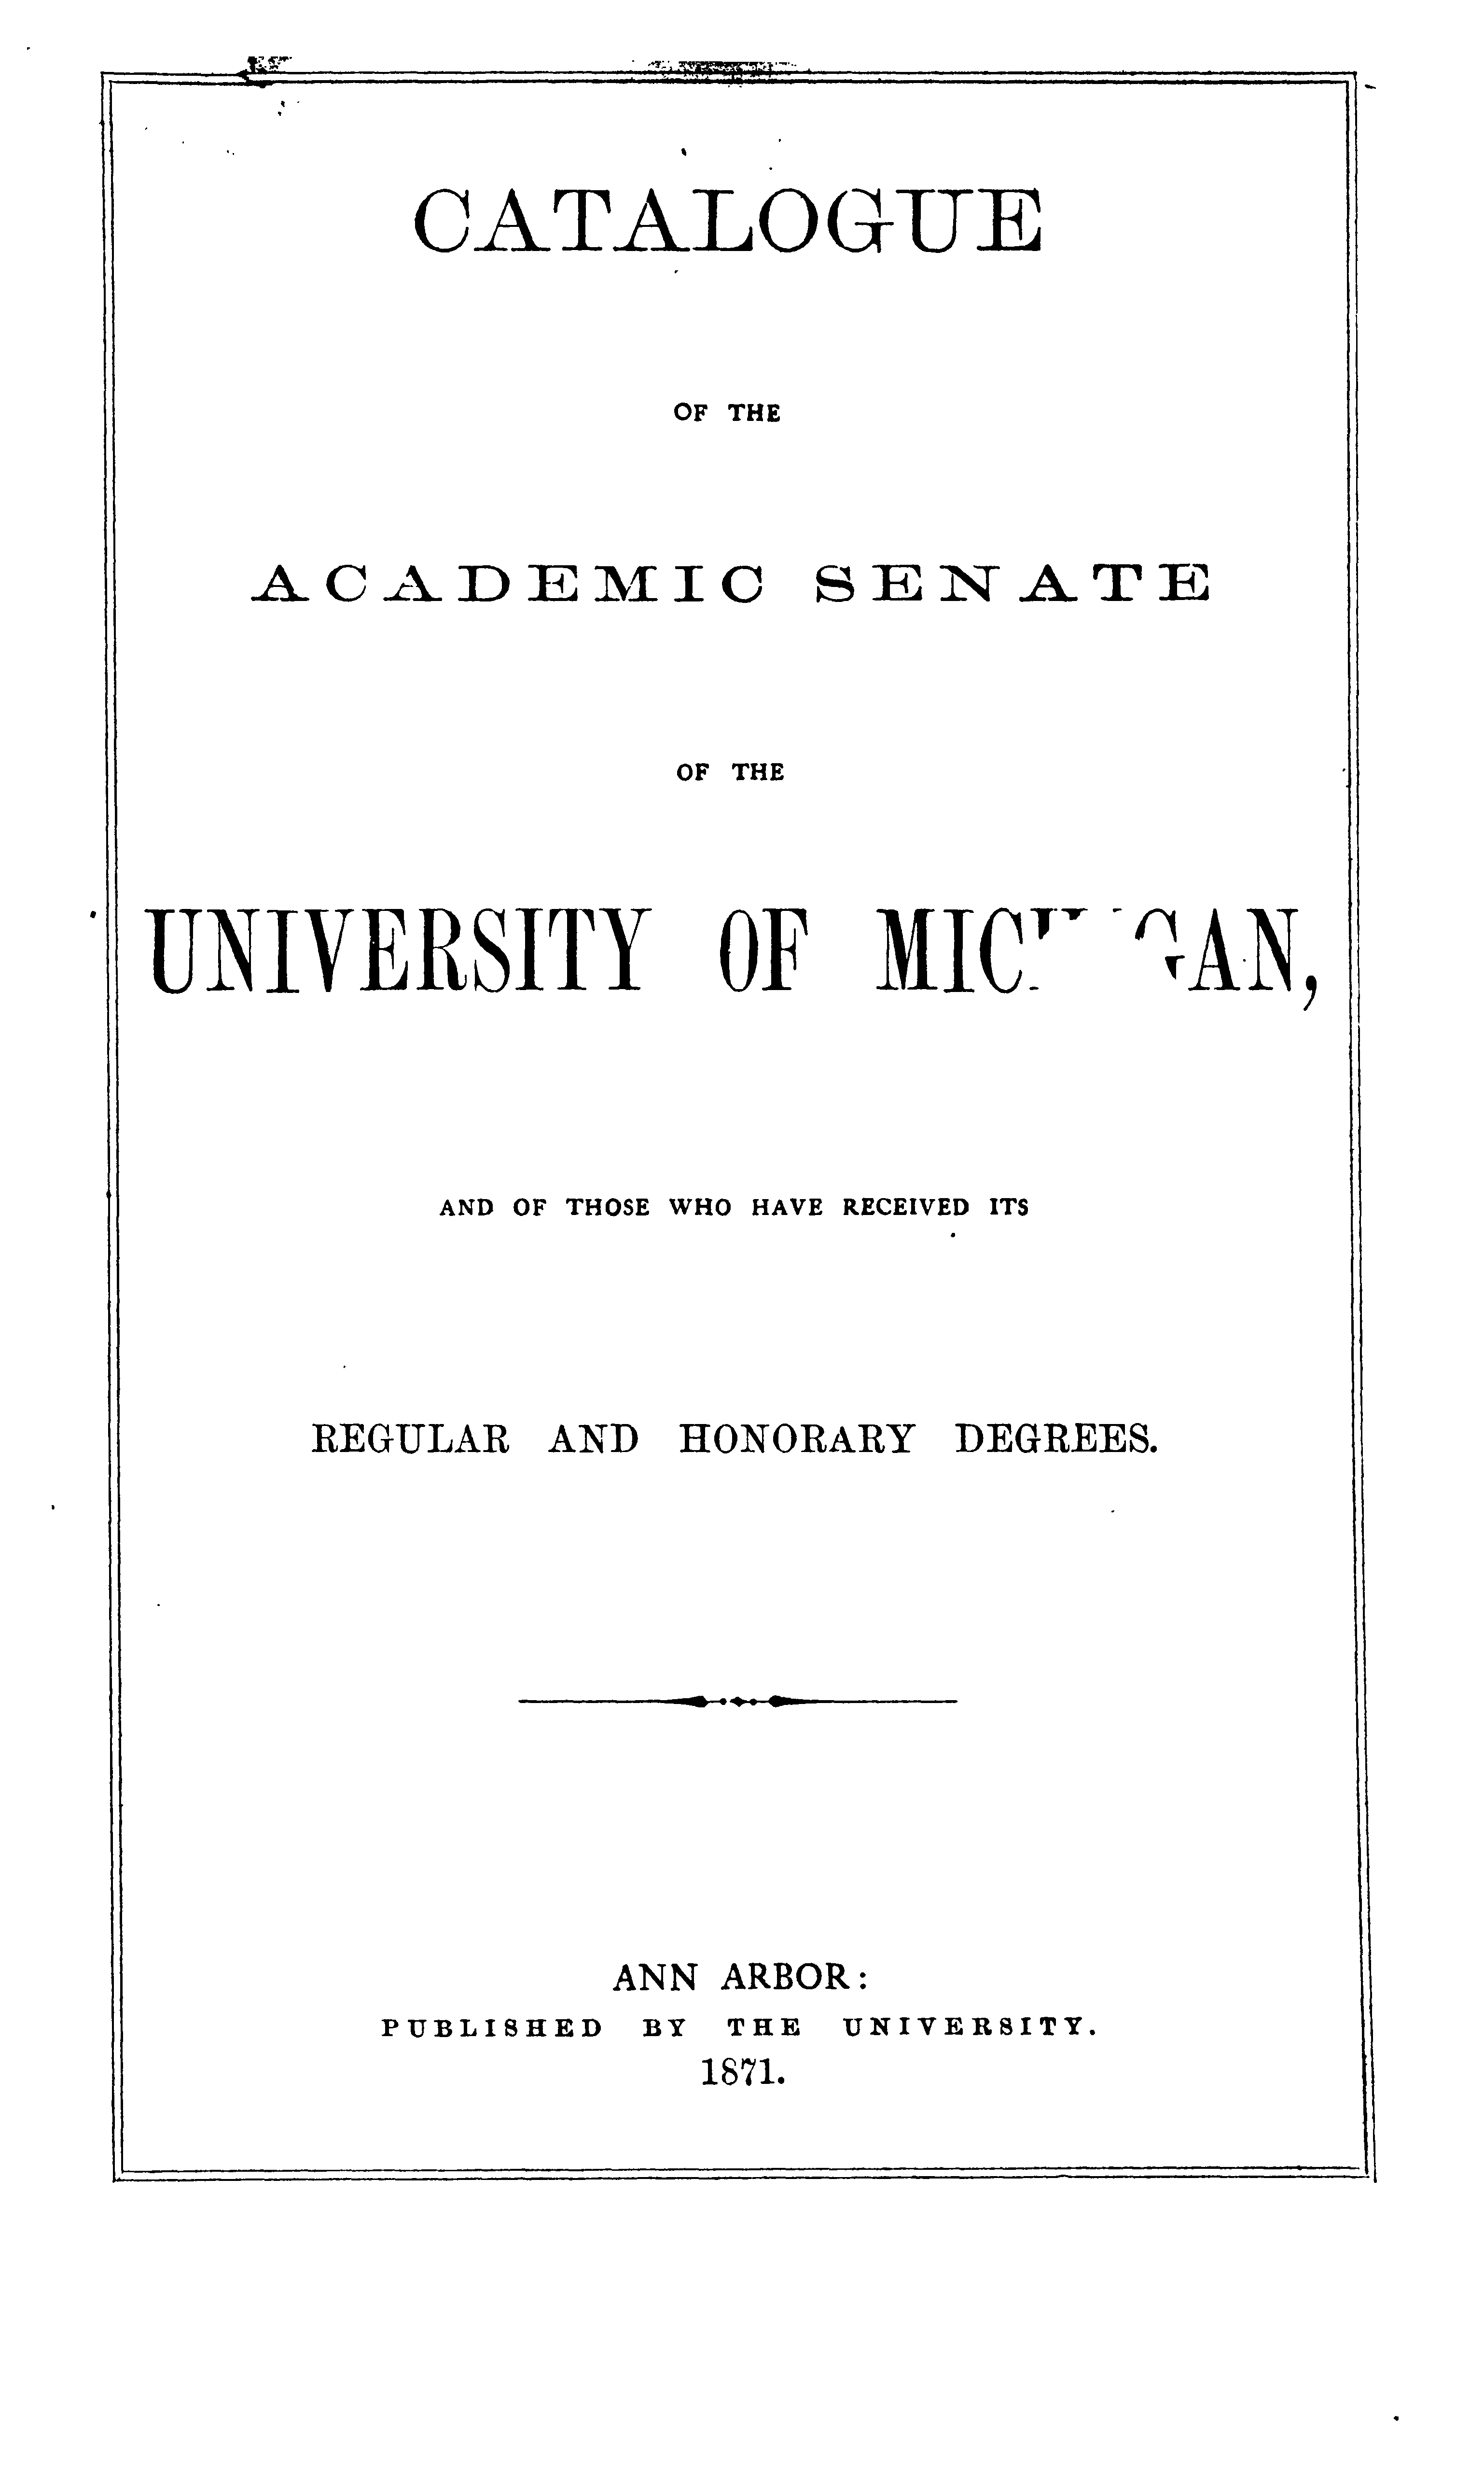 CATALOGUE
OF THE
ACADEMIC SENATE
OF THE
UNIVERSITY OF MICHIGAN,
AND OF THOSE WHO HAVE RECEIVED ITS
REGULAR AND HONORARY DEGREES.
ANN ARBOR:
PUBLISHED BY THE UNIVERSITY.
1871.